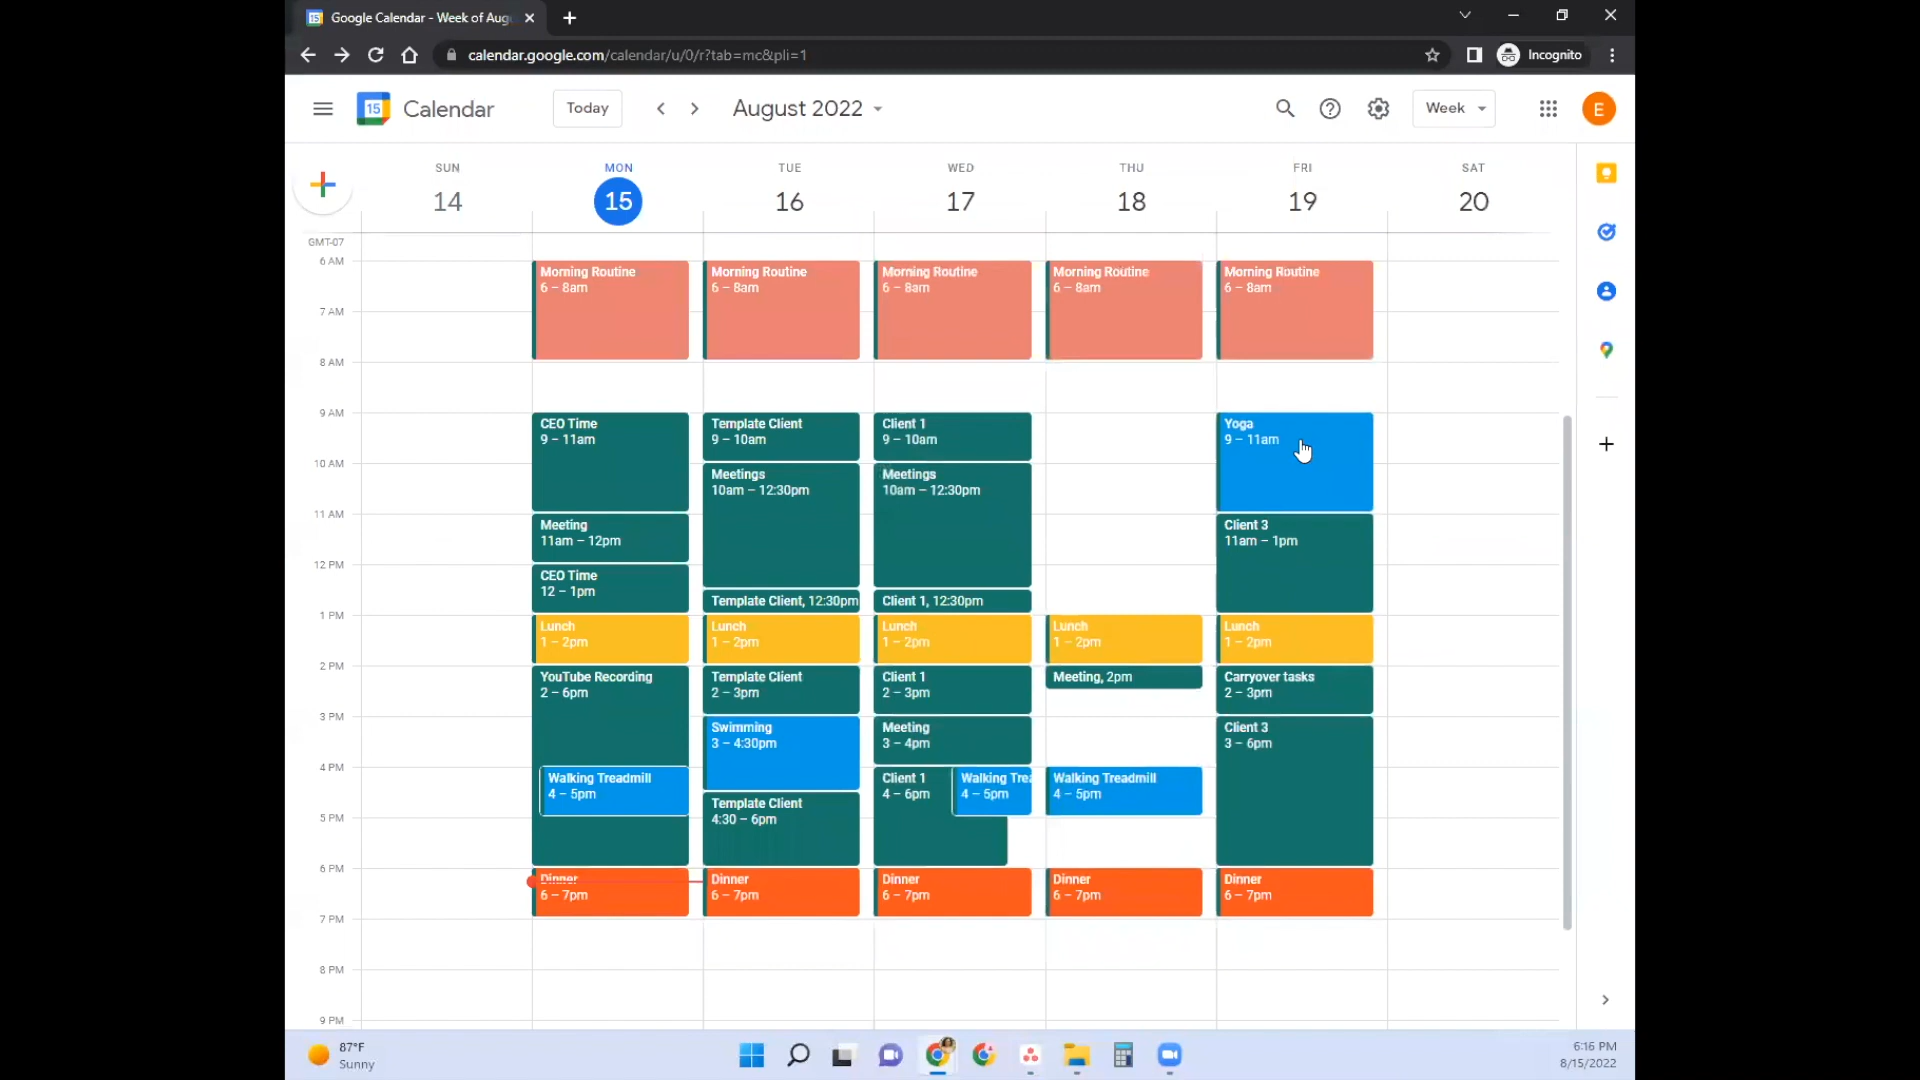 Google Calendar - Week of Aug
calendar.google.com/calendar/u/0/r?tab=mc&pli=1
Incognito
15
Calendar
Today
August 2022
Week
E
SUN
14
MON
15
TUE
16
WED
17
THU
18
FRI
19
SAT
20
GMT-07
6 AM
7 AM
8 AM
9 AM
10 AM
11 AM
12 PM
1 PM
2 PM
3 PM
4 PM
5 PM
6 PM
7 PM
8 PM
9 PM
Morning Routine
6 – 8am
CEO Time
9 – 11am
Meeting
11am – 12pm
CEO Time
12 – 1pm
Lunch
1 – 2pm
YouTube Recording
2 – 6pm
Walking Treadmill
4 – 5pm
Dinner
6 – 7pm
Morning Routine
6 – 8am
Template Client
9 – 10am
Meetings
10am – 12:30pm
Template Client, 12:30pm
Lunch
1 – 2pm
Template Client
2 – 3pm
Swimming
3 – 4:30pm
Template Client
4:30 – 6pm
Dinner
6 – 7pm
Morning Routine
6 – 8am
Client 1
9 – 10am
Meetings
10am – 12:30pm
Client 1, 12:30pm
Lunch
1 – 2pm
Client 1
2 – 3pm
Meeting
3 – 4pm
Client 1
4 – 6pm
Walking Trea
4 – 5pm
Dinner
6 – 7pm
Morning Routine
6 – 8am
Lunch
1 – 2pm
Meeting, 2pm
Walking Treadmill
4 – 5pm
Dinner
6 – 7pm
Morning Routine
6 – 8am
Yoga
9 – 11am
Client 3
11am – 1pm
Lunch
1 – 2pm
Carryover tasks
2 – 3pm
Client 3
3 – 6pm
Dinner
6 – 7pm
87°F
Sunny
6:16 PM
8/15/2022